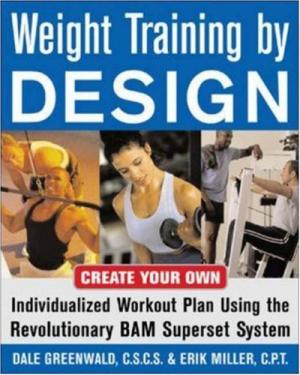 Weight Training by
DESIGN
CREATE YOUR OWN
Individualized Workout Plan Using the
Revolutionary BAM Superset System
DALE GREENWALD, C.S.C.S. & ERIK MILLER, C.P.T.